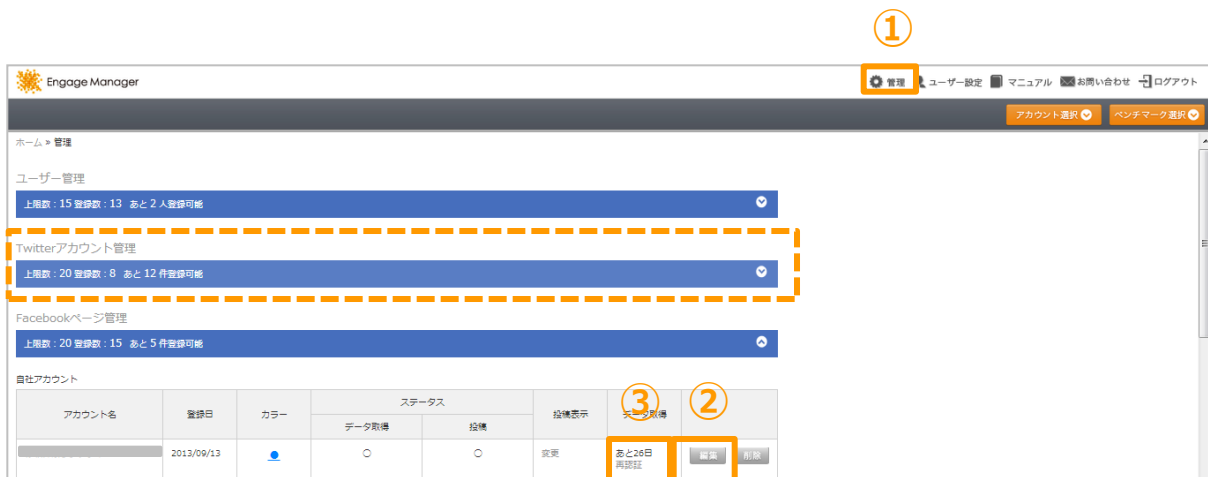 ①
Engage Manager
管理 ユーザー設定 マニュアル お問い合わせ ログアウト
アカウント選択 ベンチマーク選択
ホーム » 管理
ユーザー管理
上限数：15 登録数：13 あと 2 人登録可能
Twitterアカウント管理
上限数：20 登録数：8 あと 12 件登録可能
Facebookページ管理
上限数：20 登録数：15 あと 5 件登録可能
自社アカウント
③ ②
アカウント名 登録日 カラー ステータス 投稿表示 データ取得
データ取得 投稿
2013/09/13 ● ○ ○ 変更 あと26日 編集 削除
再認証